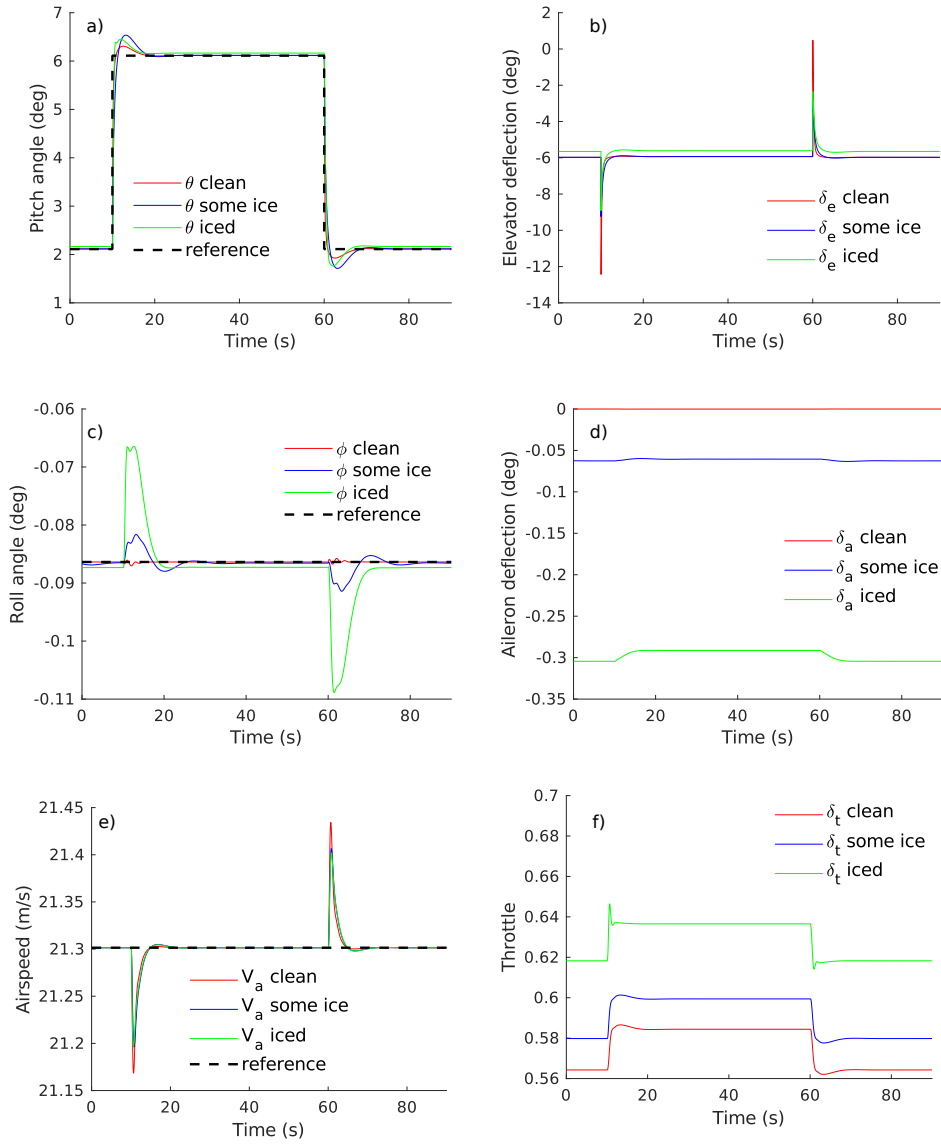 a)
Pitch angle (deg)
7
6
5
4
3
2
1
θ clean
θ some ice
θ iced
reference
0 20 40 60 80
Time (s)
b)
Elevator deflection (deg)
0
-2
-4
-6
-8
-10
-12
-14
δe clean
δe some ice
δe iced
0 20 40 60 80
Time (s)
c)
Roll angle (deg)
-0.06
-0.07
-0.08
-0.09
-0.1
-0.11
ϕ clean
ϕ some ice
ϕ iced
reference
0 20 40 60 80
Time (s)
d)
Aileron deflection (deg)
0
-0.05
-0.1
-0.15
-0.2
-0.25
-0.3
-0.35
δa clean
δa some ice
δa iced
0 20 40 60 80
Time (s)
e)
Airspeed (m/s)
21.45
21.4
21.35
21.3
21.25
21.2
21.15
Va clean
Va some ice
Va iced
reference
0 20 40 60 80
Time (s)
f)
Throttle
0.7
0.68
0.66
0.64
0.62
0.6
0.58
0.56
δt clean
δt some ice
δt iced
0 20 40 60 80
Time (s)